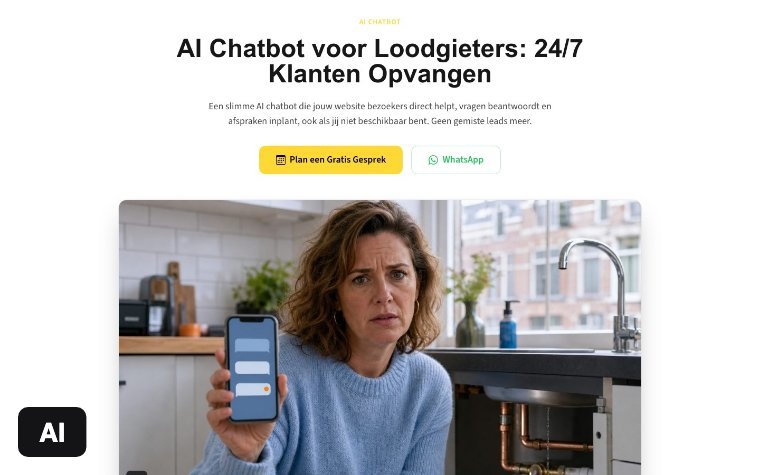 AI CHATBOT
AI Chatbot voor Loodgieters: 24/7
Klanten Opvangen
Een slimme AI chatbot die jouw website bezoekers direct helpt, vragen beantwoordt en
afspraken inplant, ook als jij niet beschikbaar bent. Geen gemiste leads meer.
Plan een Gratis Gesprek
WhatsApp
AI